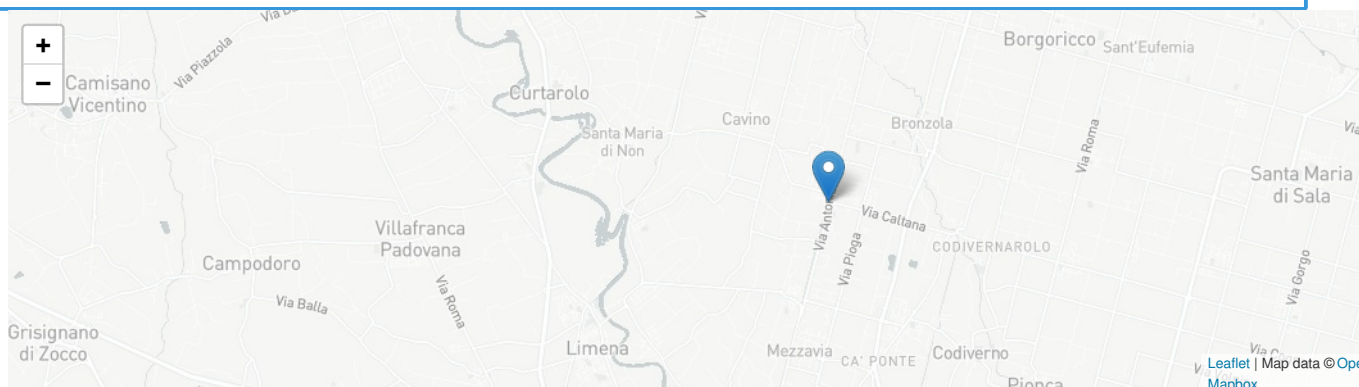 +
−
Via Piazzola
Camisano
Vicentino
Curtarolo
Santa Maria
di Non
Cavino
Bronzola
Borgoricco
Sant'Eufemia
Via Roma
Santa Maria
di Sala
Via Caltana
Via Pioga
CODIVERNAROLO
Via Gorgo
Villafranca
Padovana
Campodoro
Via Balla
Via Roma
Grisignano
di Zocco
Limena
Mezzavia
CA' PONTE
Codiverno
Pionca
Leaflet | Map data ©
Mapbox